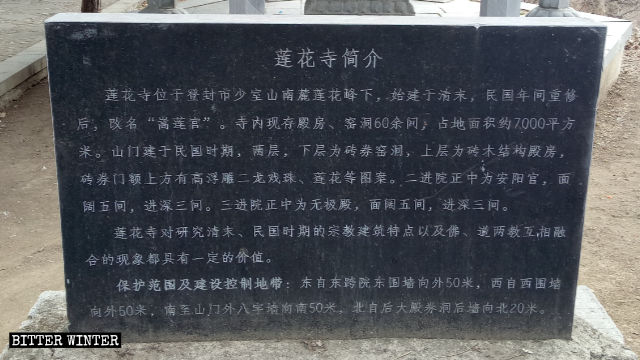 莲花寺简介
莲花寺位于登封市少室山南麓莲花峰下，始建于清末，民国年间重修
后，改名“嵩莲宫”。寺内现存殿房、窑洞60余间，占地面积约7000平方
米。山门建于民国时期，两层，下层为砖券窑洞，上层为砖木结构殿房，
砖券门额上方有高浮雕二龙戏珠、莲花等图案。二进院正中为安阳宫，面
阔五间，进深三间。三进院正中为无极殿，面阔五间，进深三间。
莲花寺对研究清末、民国时期的宗教建筑特点以及佛、道两教互相融
合的现象都具有一定的价值。
保护范围及建设控制地带：东自东跨院东围墙向外50米，西自西围墙
向外50米，南至山门外八字墙向南50米，北自后大殿券洞后墙向北20米。
BITTER WINTER